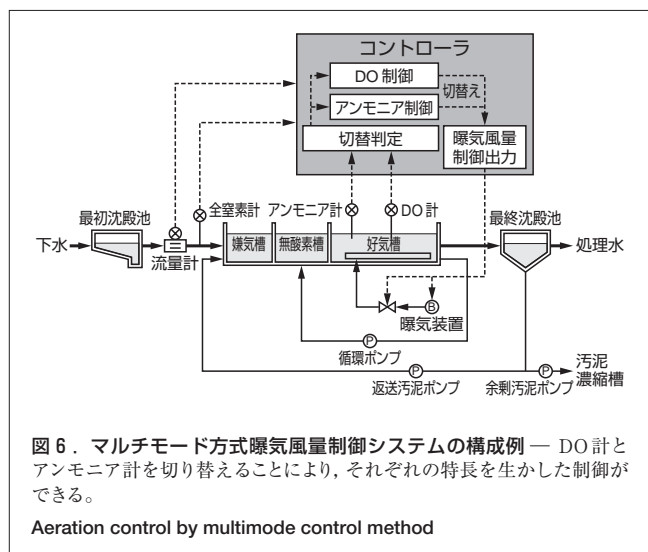 コントローラ
DO 制御
切替え
アンモニア制御
切替判定
曝気風量
制御出力
全窒素計
アンモニア計
DO 計
最初沈殿池
最終沈殿池
下水
流量計
嫌気槽
無酸素槽
好気槽
処理水
B
曝気装置
P
循環ポンプ
P
返送汚泥ポンプ
P
余剰汚泥ポンプ
汚泥
濃縮槽
図6．マルチモード方式曝気風量制御システムの構成例 — DO計と
アンモニア計を切り替えることにより，それぞれの特長を生かした制御が
できる。
Aeration control by multimode control method